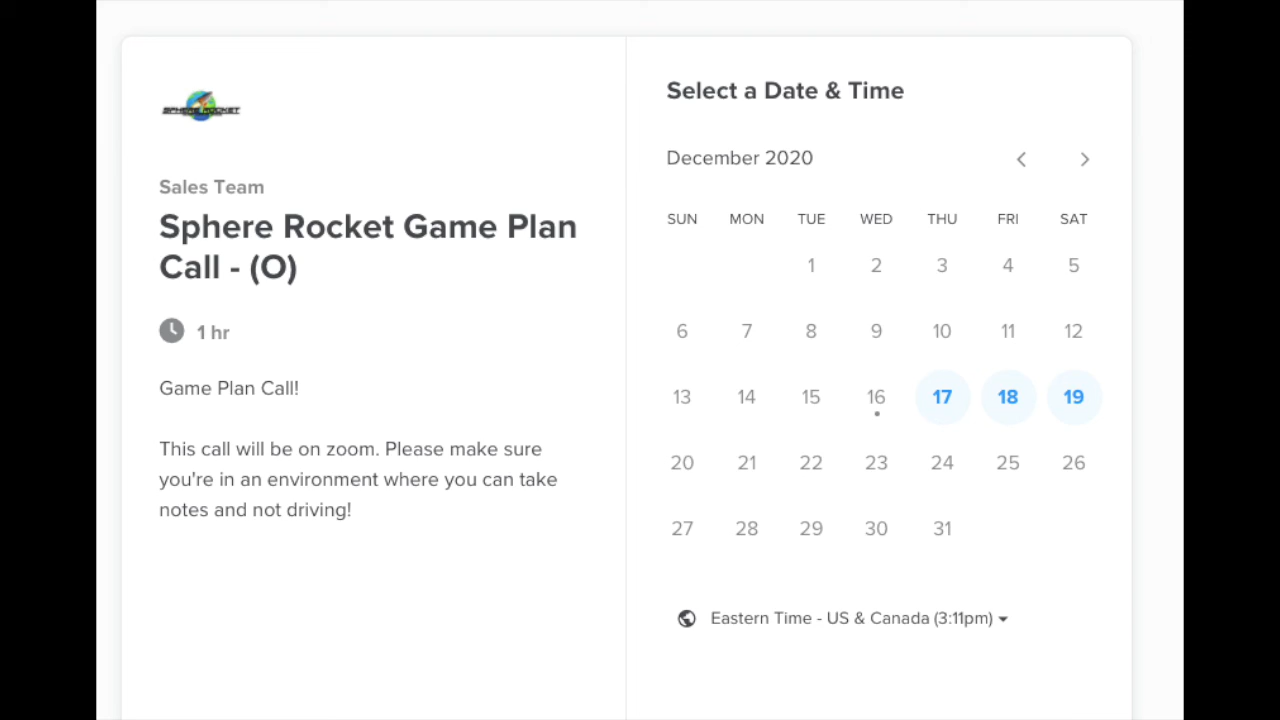 SPHERE ROCKET
Sales Team
Sphere Rocket Game Plan
Call - (O)
1 hr
Game Plan Call!
This call will be on zoom. Please make sure
you're in an environment where you can take
notes and not driving!
Select a Date & Time
December 2020
SUN MON TUE WED THU FRI SAT
1 2 3 4 5
6 7 8 9 10 11 12
13 14 15 16 17 18 19
20 21 22 23 24 25 26
27 28 29 30 31
Eastern Time - US & Canada (3:11pm)